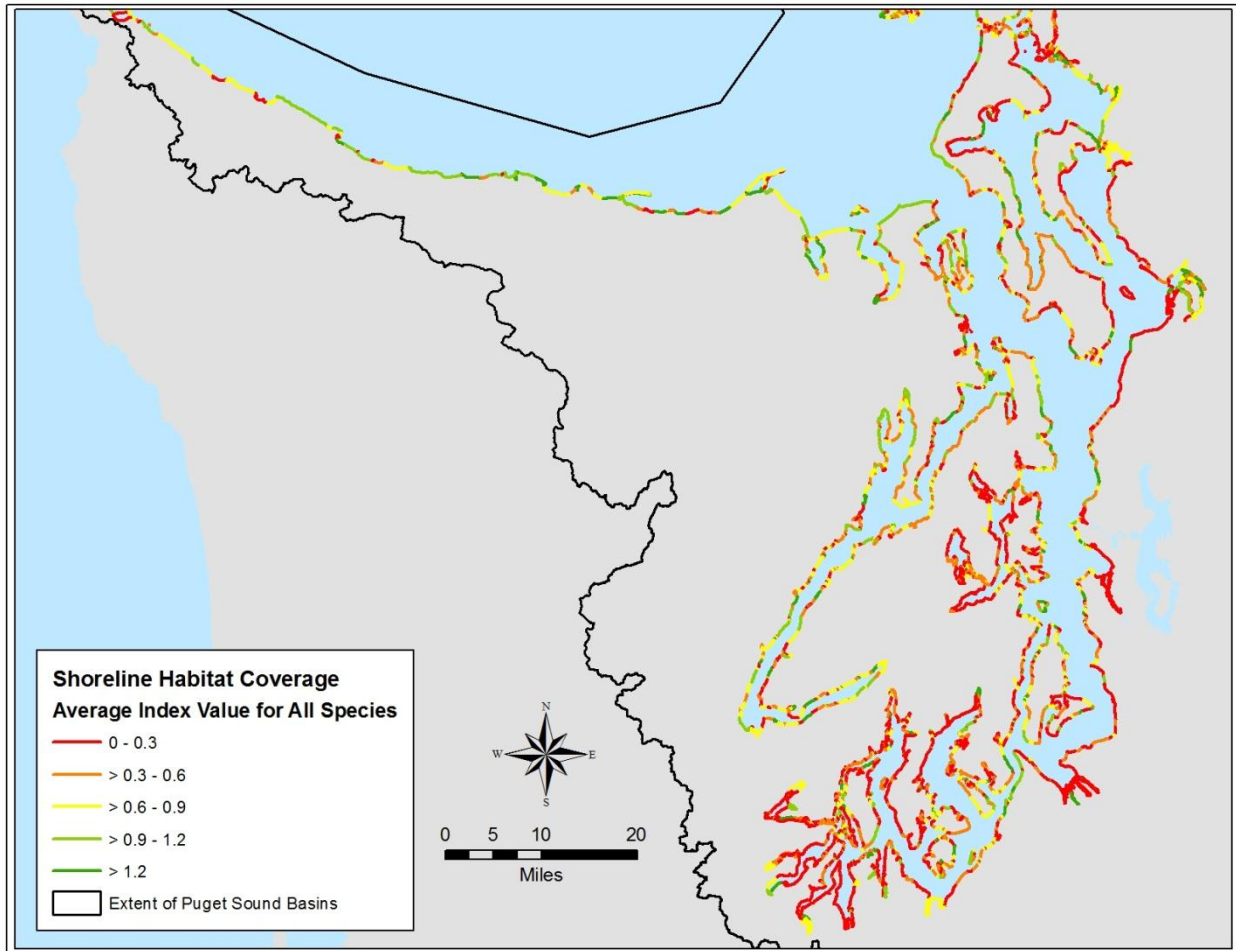 Shoreline Habitat Coverage
Average Index Value for All Species
0 - 0.3
> 0.3 - 0.6
> 0.6 - 0.9
> 0.9 - 1.2
> 1.2
Extent of Puget Sound Basins
N
W E
S
0 5 10 20
Miles